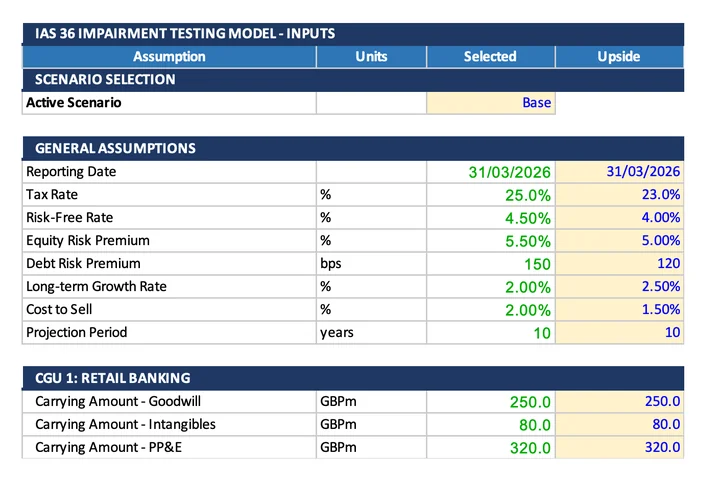 IAS 36 IMPAIRMENT TESTING MODEL - INPUTS
Assumption Units Selected Upside
SCENARIO SELECTION
Active Scenario Base
GENERAL ASSUMPTIONS
Reporting Date 31/03/2026 31/03/2026
Tax Rate % 25.0% 23.0%
Risk-Free Rate % 4.50% 4.00%
Equity Risk Premium % 5.50% 5.00%
Debt Risk Premium bps 150 120
Long-term Growth Rate % 2.00% 2.50%
Cost to Sell % 2.00% 1.50%
Projection Period years 10 10
CGU 1: RETAIL BANKING
Carrying Amount - Goodwill GBPm 250.0 250.0
Carrying Amount - Intangibles GBPm 80.0 80.0
Carrying Amount - PP&E GBPm 320.0 320.0